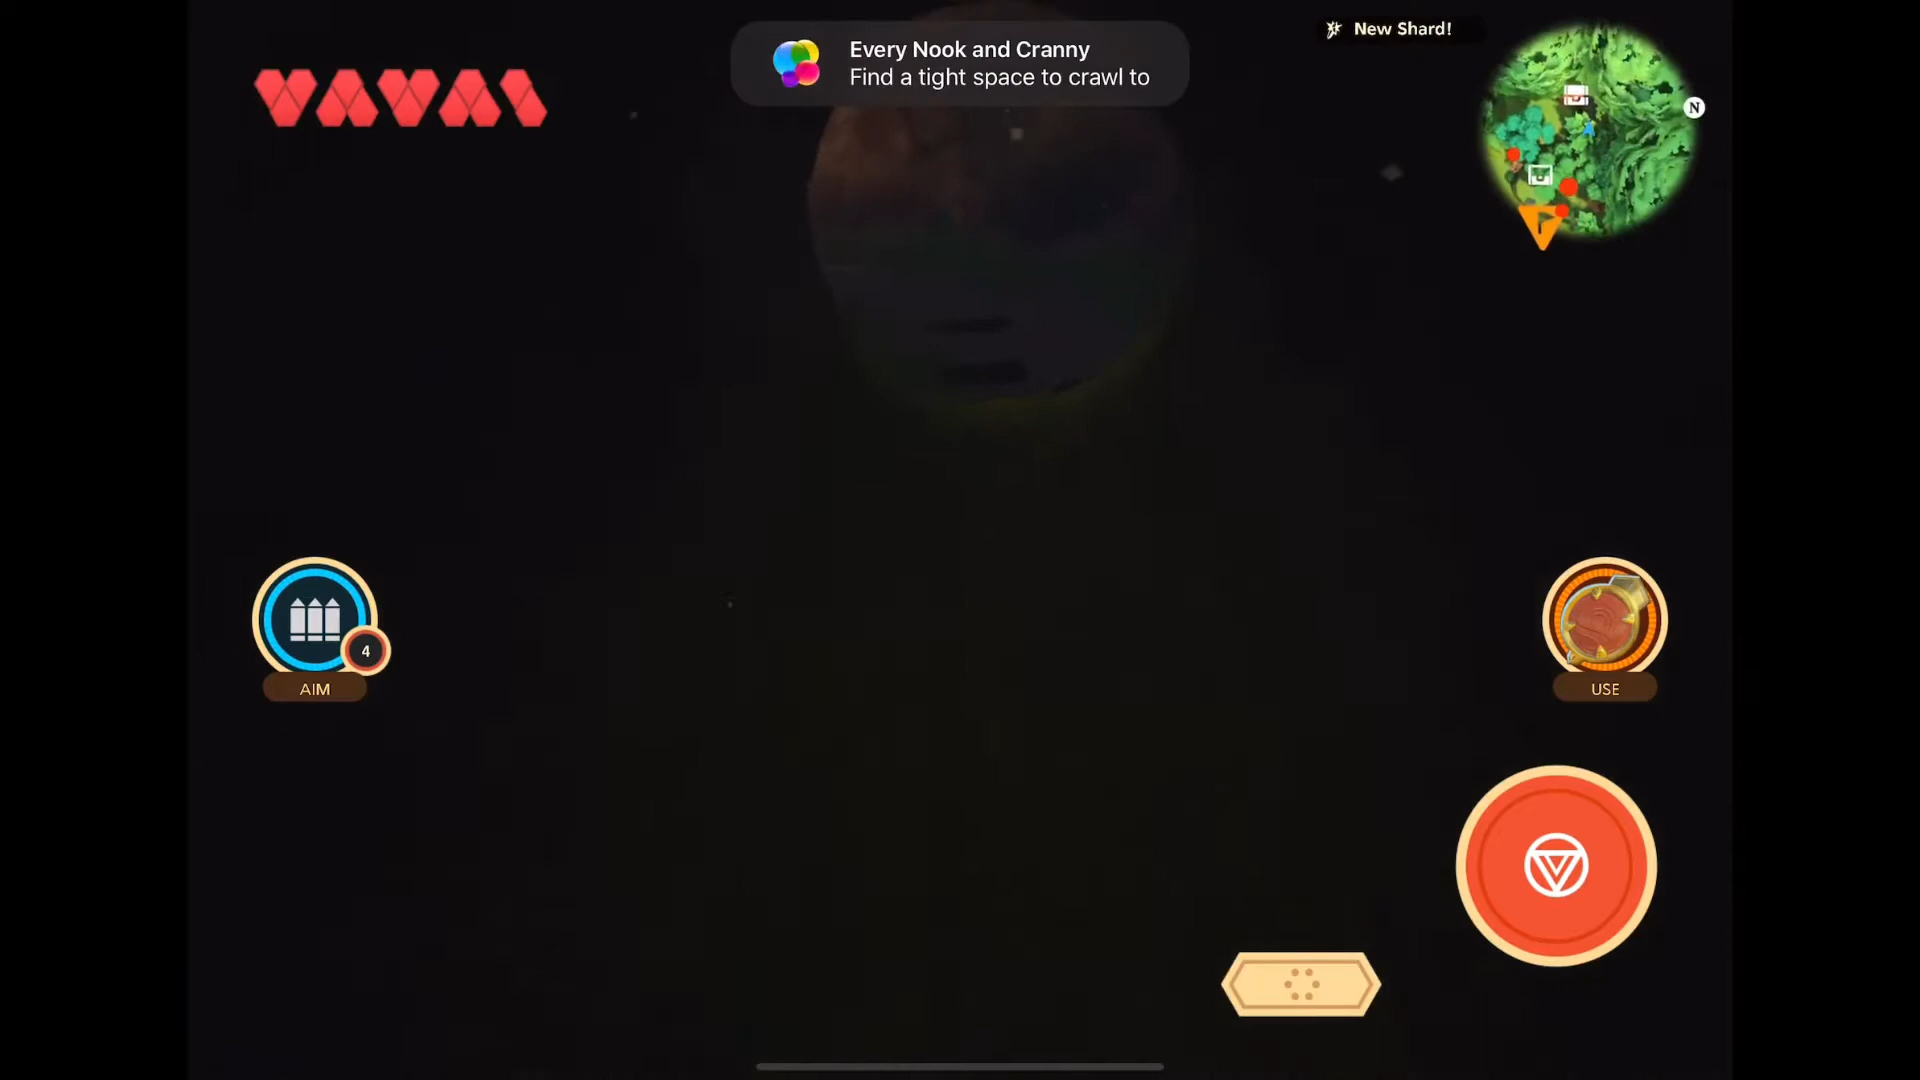 Every Nook and Cranny
Find a tight space to crawl to
New Shard!
N
4
AIM
USE